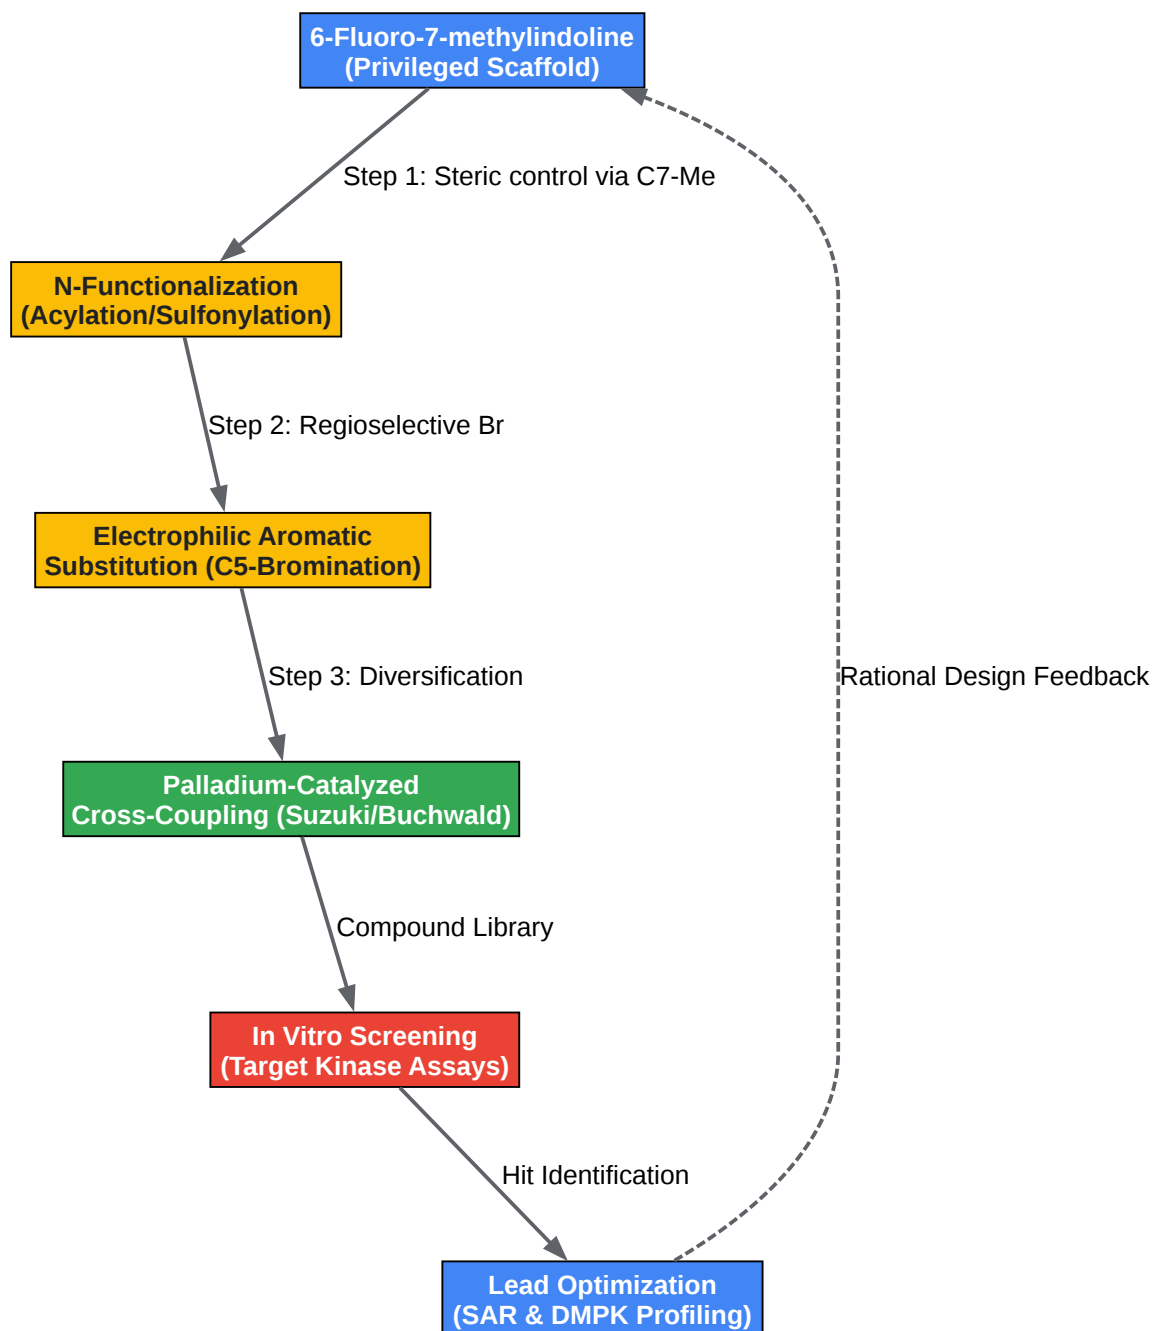 6-Fluoro-7-methylindoline
(Privileged Scaffold)
Step 1: Steric control via C7-Me
N-Functionalization
(Acylation/Sulfonylation)
Step 2: Regioselective Br
Electrophilic Aromatic
Substitution (C5-Bromination)
Step 3: Diversification
Rational Design Feedback
Palladium-Catalyzed
Cross-Coupling (Suzuki/Buchwald)
Compound Library
In Vitro Screening
(Target Kinase Assays)
Hit Identification
Lead Optimization
(SAR & DMPK Profiling)